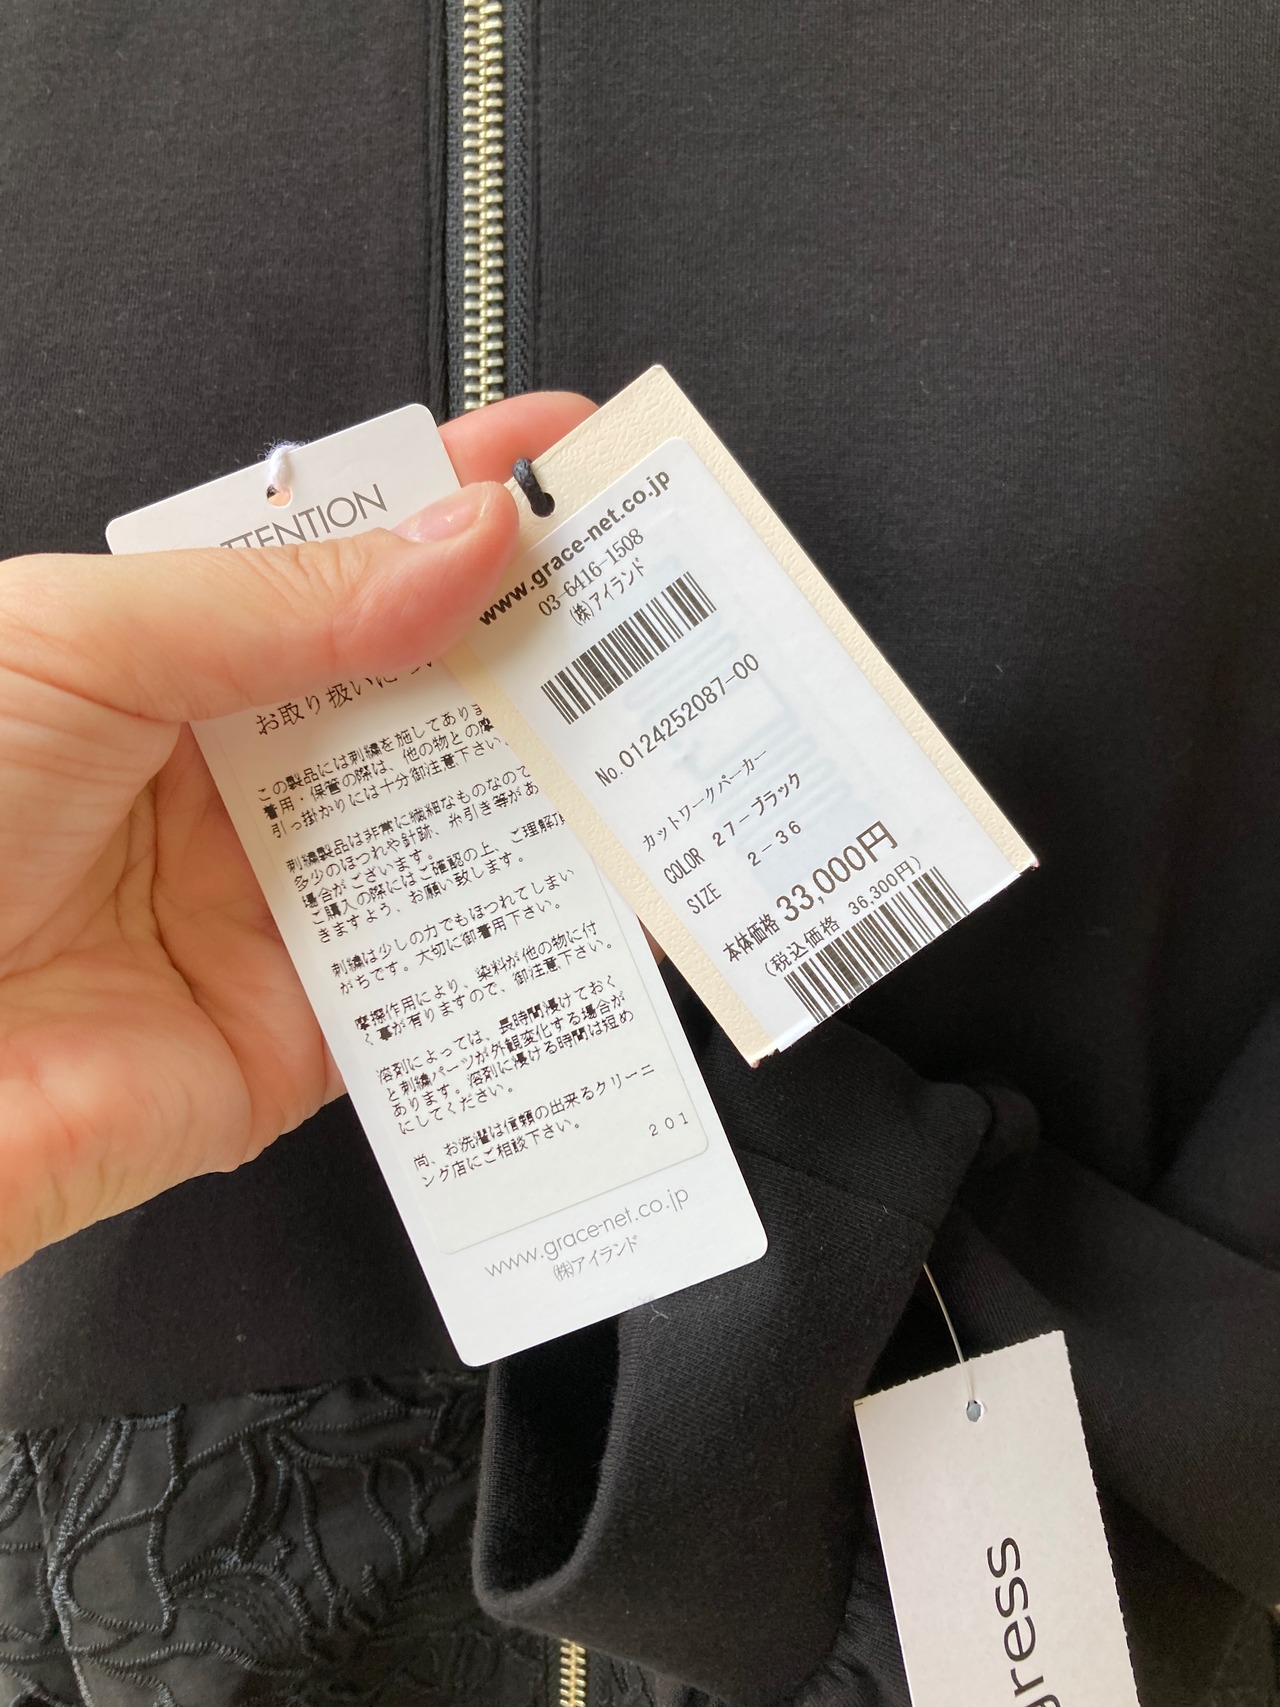 ATTENTION
お取り扱いにつ
この製品には刺繍を施してありま
着用・保管の際は、他の物との摩
引っ掛かりには十分御注意下さい。
刺繍製品は非常に繊細なものなので
多少のほつれや針跡、糸引き等があ
場合がございます。
ご購入の際にはご確認の上、ご理解頂
きますよう、お願い致します。
刺繍は少しの力でもほつれてしまい
がちです。大切に御着用下さい。
摩擦作用により、染料が他の物に付
く事が有りますので、御注意下さい。
溶剤によっては、長時間浸けておく
と刺繍パーツが外観変化する場合が
あります。溶剤に浸ける時間は短め
にしてください。
尚、お洗濯は信頼の出来るクリーニ
ング店にご相談下さい。
201
www.grace-net.co.jp
㈱アイランド
www.grace-net.co.jp
03-6416-1508
㈱アイランド
No.0124252087-00
カットワークパーカー
COLOR 27-ブラック
SIZE 2-36
本体価格 33,000円
(税込価格 36,300円)
gress